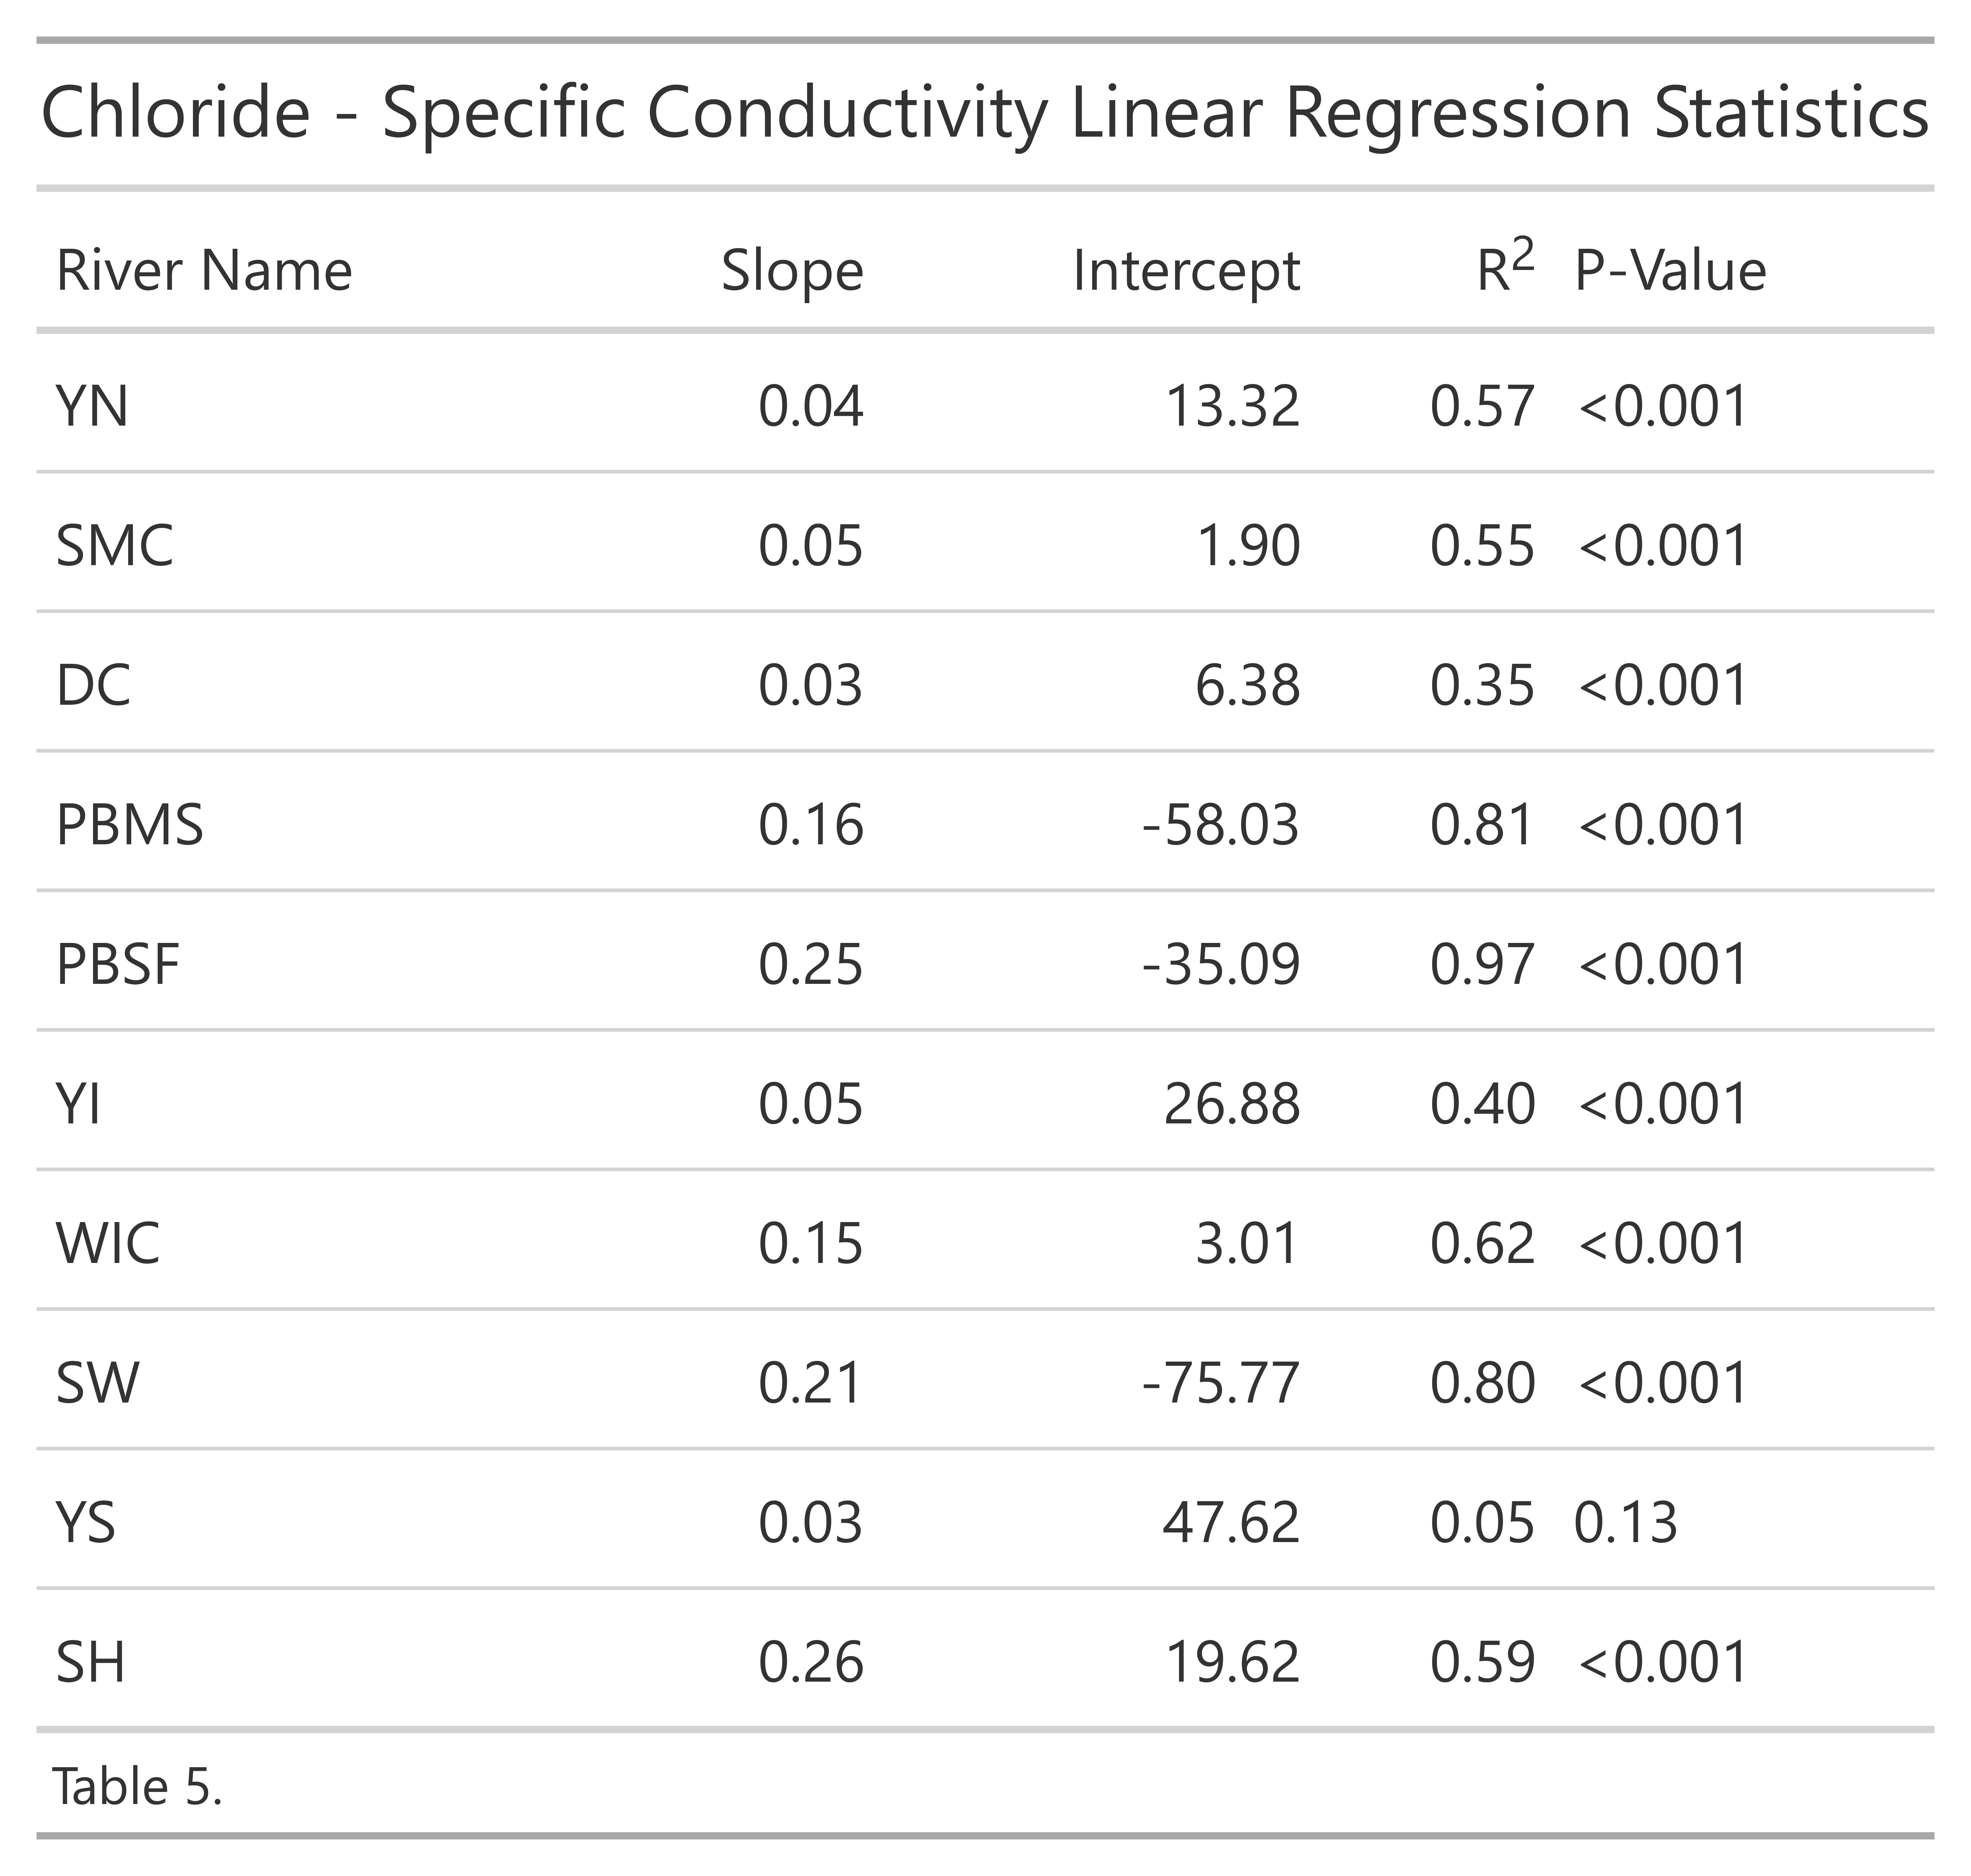 Chloride - Specific Conductivity Linear Regression Statistics
River Name Slope Intercept R² P-Value
YN 0.04 13.32 0.57 <0.001
SMC 0.05 1.90 0.55 <0.001
DC 0.03 6.38 0.35 <0.001
PBMS 0.16 -58.03 0.81 <0.001
PBSF 0.25 -35.09 0.97 <0.001
YI 0.05 26.88 0.40 <0.001
WIC 0.15 3.01 0.62 <0.001
SW 0.21 -75.77 0.80 <0.001
YS 0.03 47.62 0.05 0.13
SH 0.26 19.62 0.59 <0.001
Table 5.